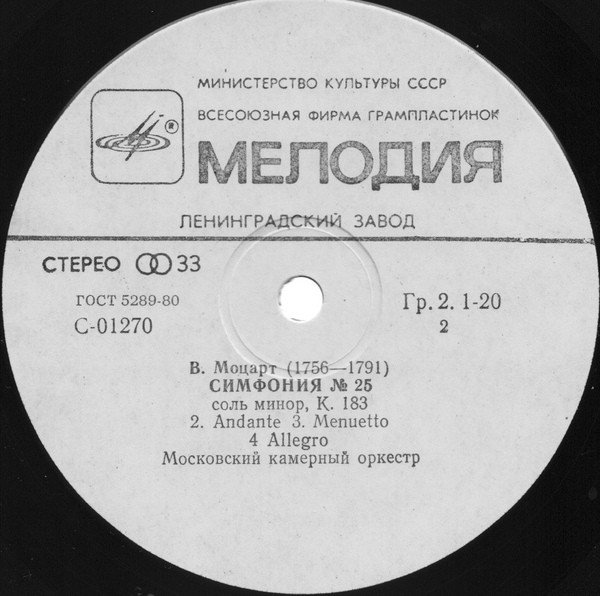 МИНИСТЕРСТВО КУЛЬТУРЫ СССР
ВСЕСОЮЗНАЯ ФИРМА ГРАМПЛАСТИНОК
®
МЕЛОДИЯ
ЛЕНИНГРАДСКИЙ ЗАВОД
СТЕРЕО 33
ГОСТ 5289-80
Гр. 2. 1-20
С-01270
2
В. Моцарт (1756—1791)
СИМФОНИЯ № 25
соль минор, К. 183
2. Andante 3. Menuetto
4 Allegro
Московский камерный оркестр